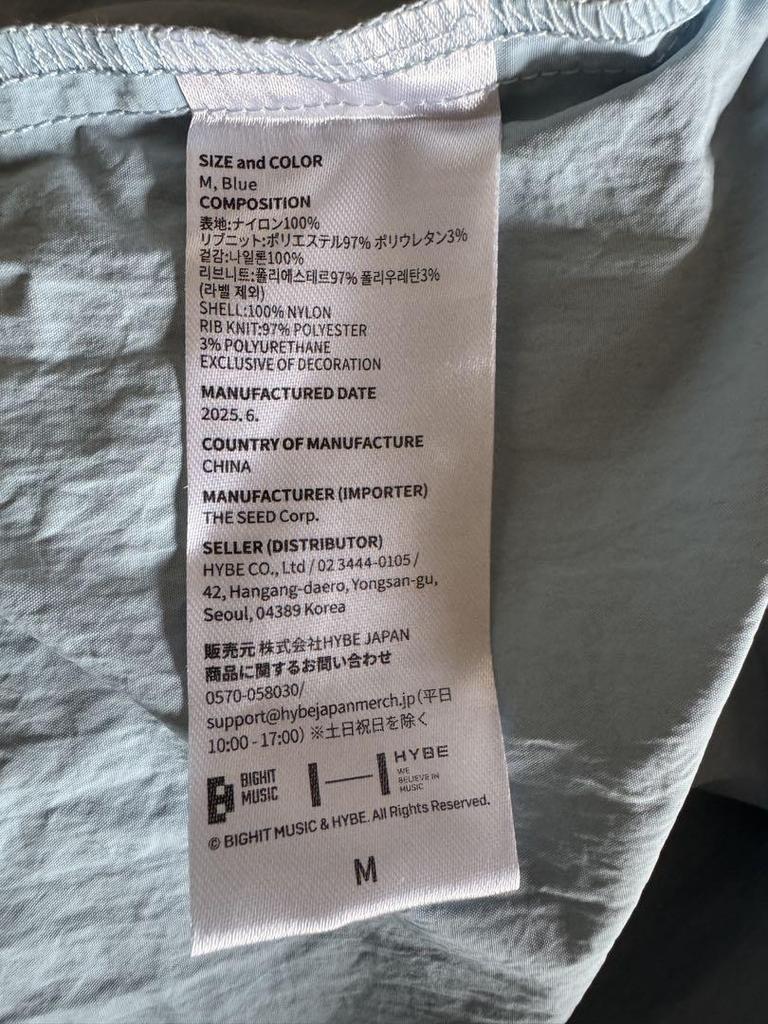 SIZE and COLOR
M, Blue
COMPOSITION
表地:ナイロン100%
リブニット:ポリエステル97% ポリウレタン3%
겉감:나일론100%
리브니트:폴리에스테르97% 폴리우레탄3%
(라벨 제외)
SHELL:100% NYLON
RIB KNIT:97% POLYESTER
3% POLYURETHANE
EXCLUSIVE OF DECORATION
MANUFACTURED DATE
2025. 6.
COUNTRY OF MANUFACTURE
CHINA
MANUFACTURER (IMPORTER)
THE SEED Corp.
SELLER (DISTRIBUTOR)
HYBE CO., Ltd / 02 3444-0105 /
42, Hangang-daero, Yongsan-gu,
Seoul, 04389 Korea
販売元 株式会社HYBE JAPAN
商品に関するお問い合わせ
0570-058030/
support@hybejapanmerch.jp (平日
10:00 - 17:00) ※土日祝日を除く
BIGHIT
MUSIC
HYBE
WE
BELIEVE IN
MUSIC
© BIGHIT MUSIC & HYBE. All Rights Reserved.
M